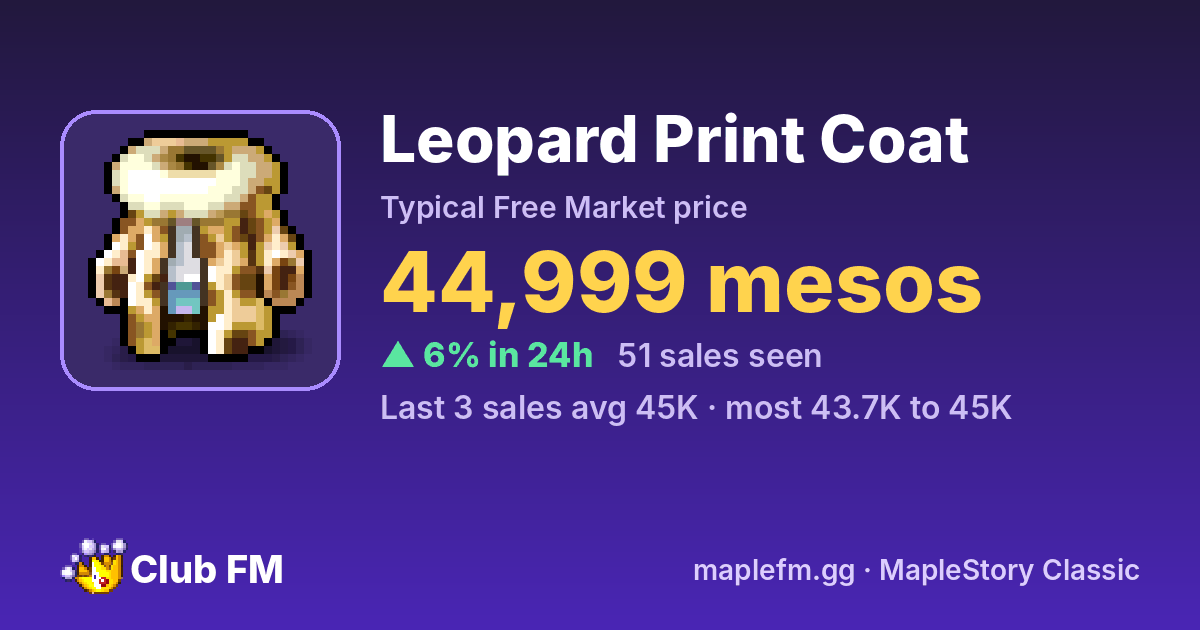 Leopard Print Coat
Typical Free Market price
44,999 mesos
▲ 6% in 24h 51 sales seen
Last 3 sales avg 45K · most 43.7K to 45K
Club FM
maplefm.gg · MapleStory Classic